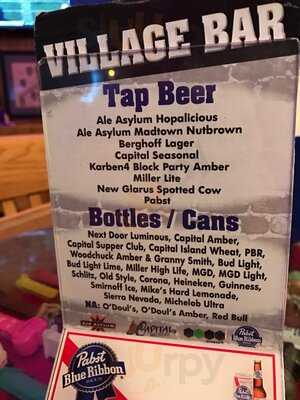 VILLAGE BAR
Tap Beer
Ale Asylum Hopalicious
Ale Asylum Madtown Nutbrown
Berghoff Lager
Capital Seasonal
Karben4 Block Party Amber
Miller Lite
New Glarus Spotted Cow
Pabst
Bottles / Cans
Next Door Luminous, Capital Amber,
Capital Supper Club, Capital Island Wheat, PBR,
Woodchuck Amber & Granny Smith, Bud Light,
Bud Light Lime, Miller High Life, MGD, MGD Light,
Schlitz, Old Style, Corona, Heineken, Guinness,
Smirnoff Ice, Mike's Hard Lemonade,
Sierra Nevada, Michelob Ultra
NA: O'Doul's, O'Doul's Amber, Red Bull
CAPITAL
Pabst
Blue Ribbon
Pabst
Blue Ribbon